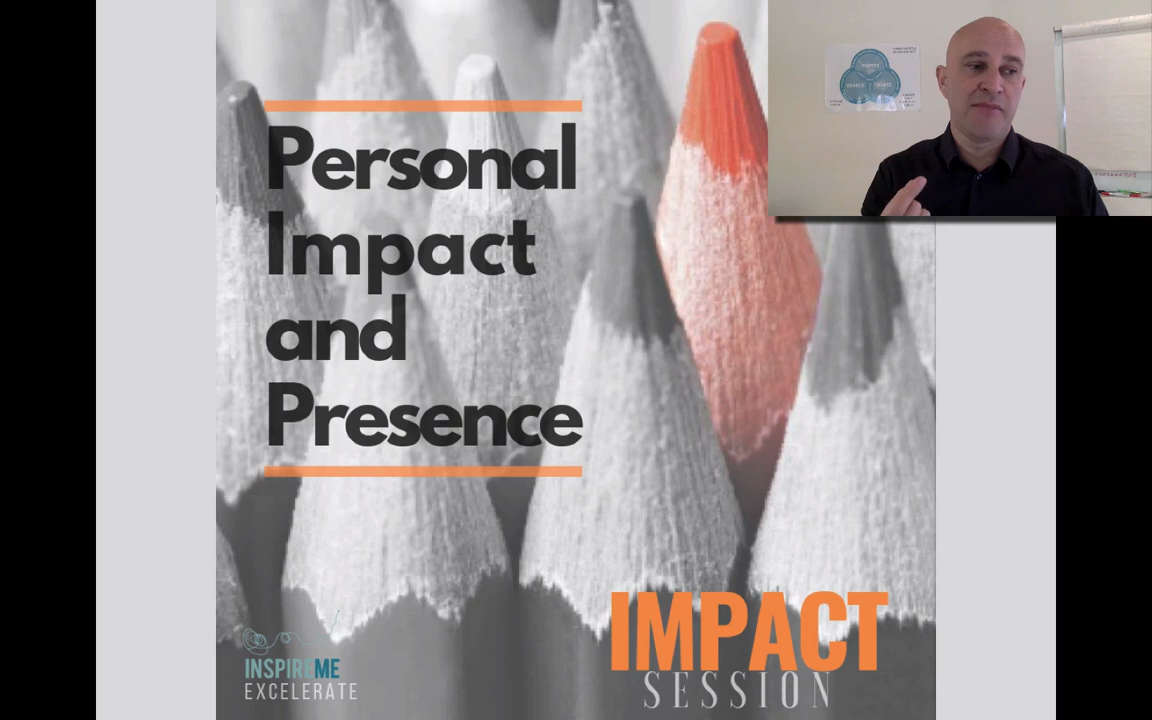 Personal
Impact
and
Presence
IMPACT
SESSION
INSPIREME
EXCELERATE